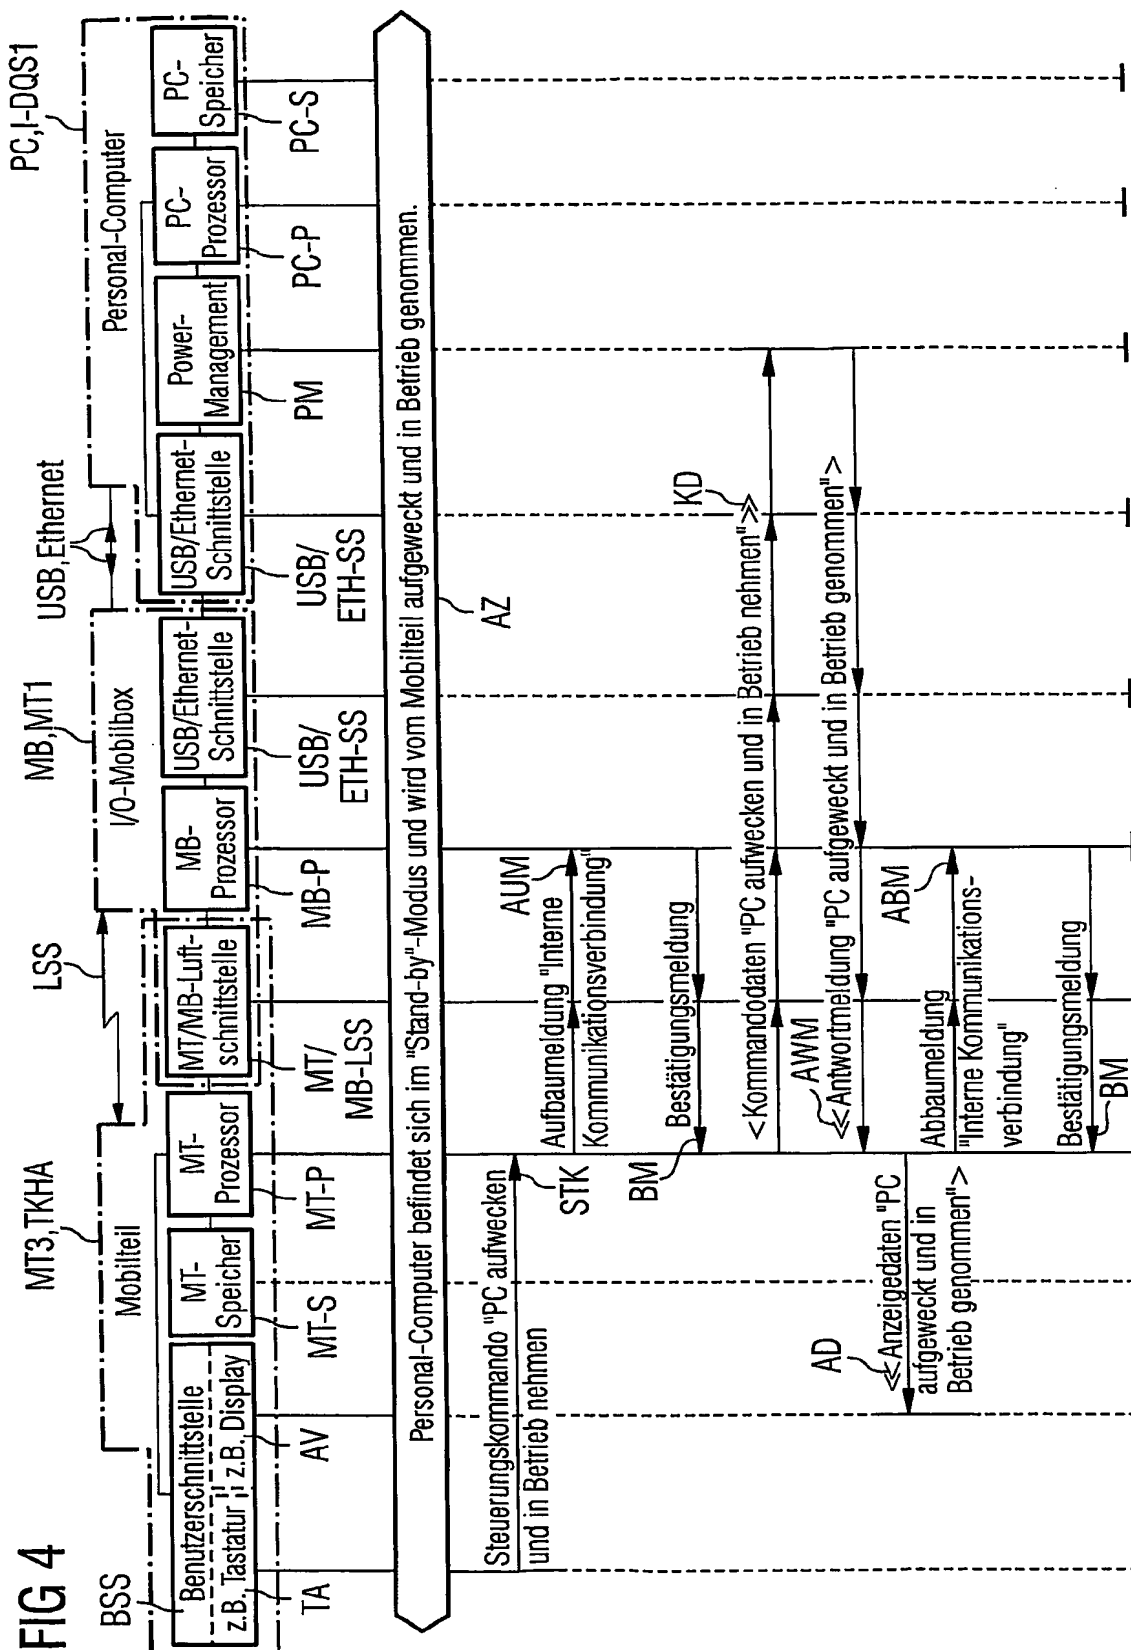 FIG 4
BSS
MT3,TKHA
LSS
MB,MT1
USB,Ethernet
PC,I-DQS1
Mobilteil
I/O-Mobilbox
Personal-Computer
Benutzerschnittstelle
z.B. Tastatur
z.B. Display
MT-
Speicher
MT-
Prozessor
MT/MB-Luft-
schnittstelle
MB-
Prozessor
USB/Ethernet-
Schnittstelle
USB/Ethernet-
Schnittstelle
Power-
Management
PC-
Prozessor
PC-
Speicher
TA
AV
MT-S
MT-P
MT/
MB-LSS
MB-P
USB/
ETH-SS
USB/
ETH-SS
PM
PC-P
PC-S
Personal-Computer befindet sich im "Stand-by"-Modus und wird vom Mobilteil aufgeweckt und in Betrieb genommen.
AZ
Steuerungskommando "PC aufwecken
und in Betrieb nehmen
STK
Aufbaumeldung "Interne
Kommunikationsverbindung"
AUM
Bestätigungsmeldung
BM
<Kommandodaten "PC aufwecken und in Betrieb nehmen">>
KD
AWM
<<Antwortmeldung "PC aufgeweckt und in Betrieb genommen">
AD
<<Anzeigedaten "PC
aufgeweckt und in
Betrieb genommen">
Abbaumeldung
"Interne Kommunikations-
verbindung"
ABM
Bestätigungsmeldung
BM